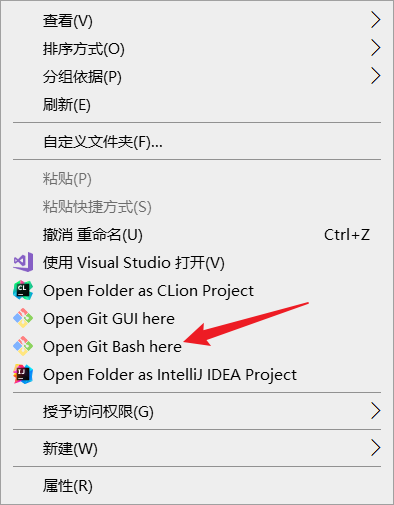 查看(V)
排序方式(O)
分组依据(P)
刷新(E)
自定义文件夹(F)...
粘贴(P)
粘贴快捷方式(S)
撤消 重命名(U) Ctrl+Z
使用 Visual Studio 打开(V)
Open Folder as CLion Project
Open Git GUI here
Open Git Bash here
Open Folder as IntelliJ IDEA Project
授予访问权限(G)
新建(W)
属性(R)